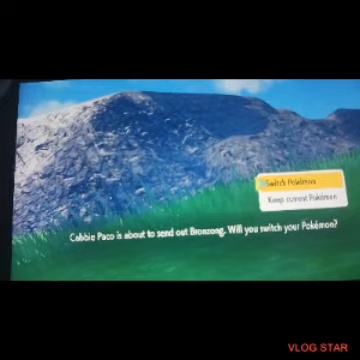 Switch Pokémon
Keep current Pokémon
Cabbie Paco is about to send out Bronzong. Will you switch your Pokémon?
VLOG STAR